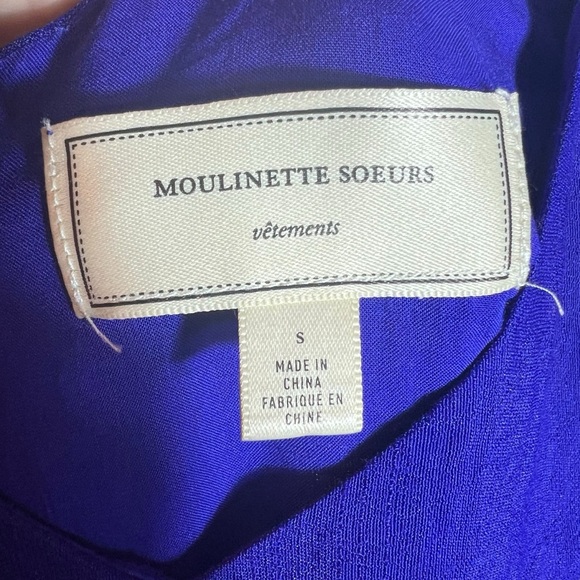 MOULINETTE SOEURS
vêtements
S
MADE IN
CHINA
FABRIQUÉ EN
CHINE